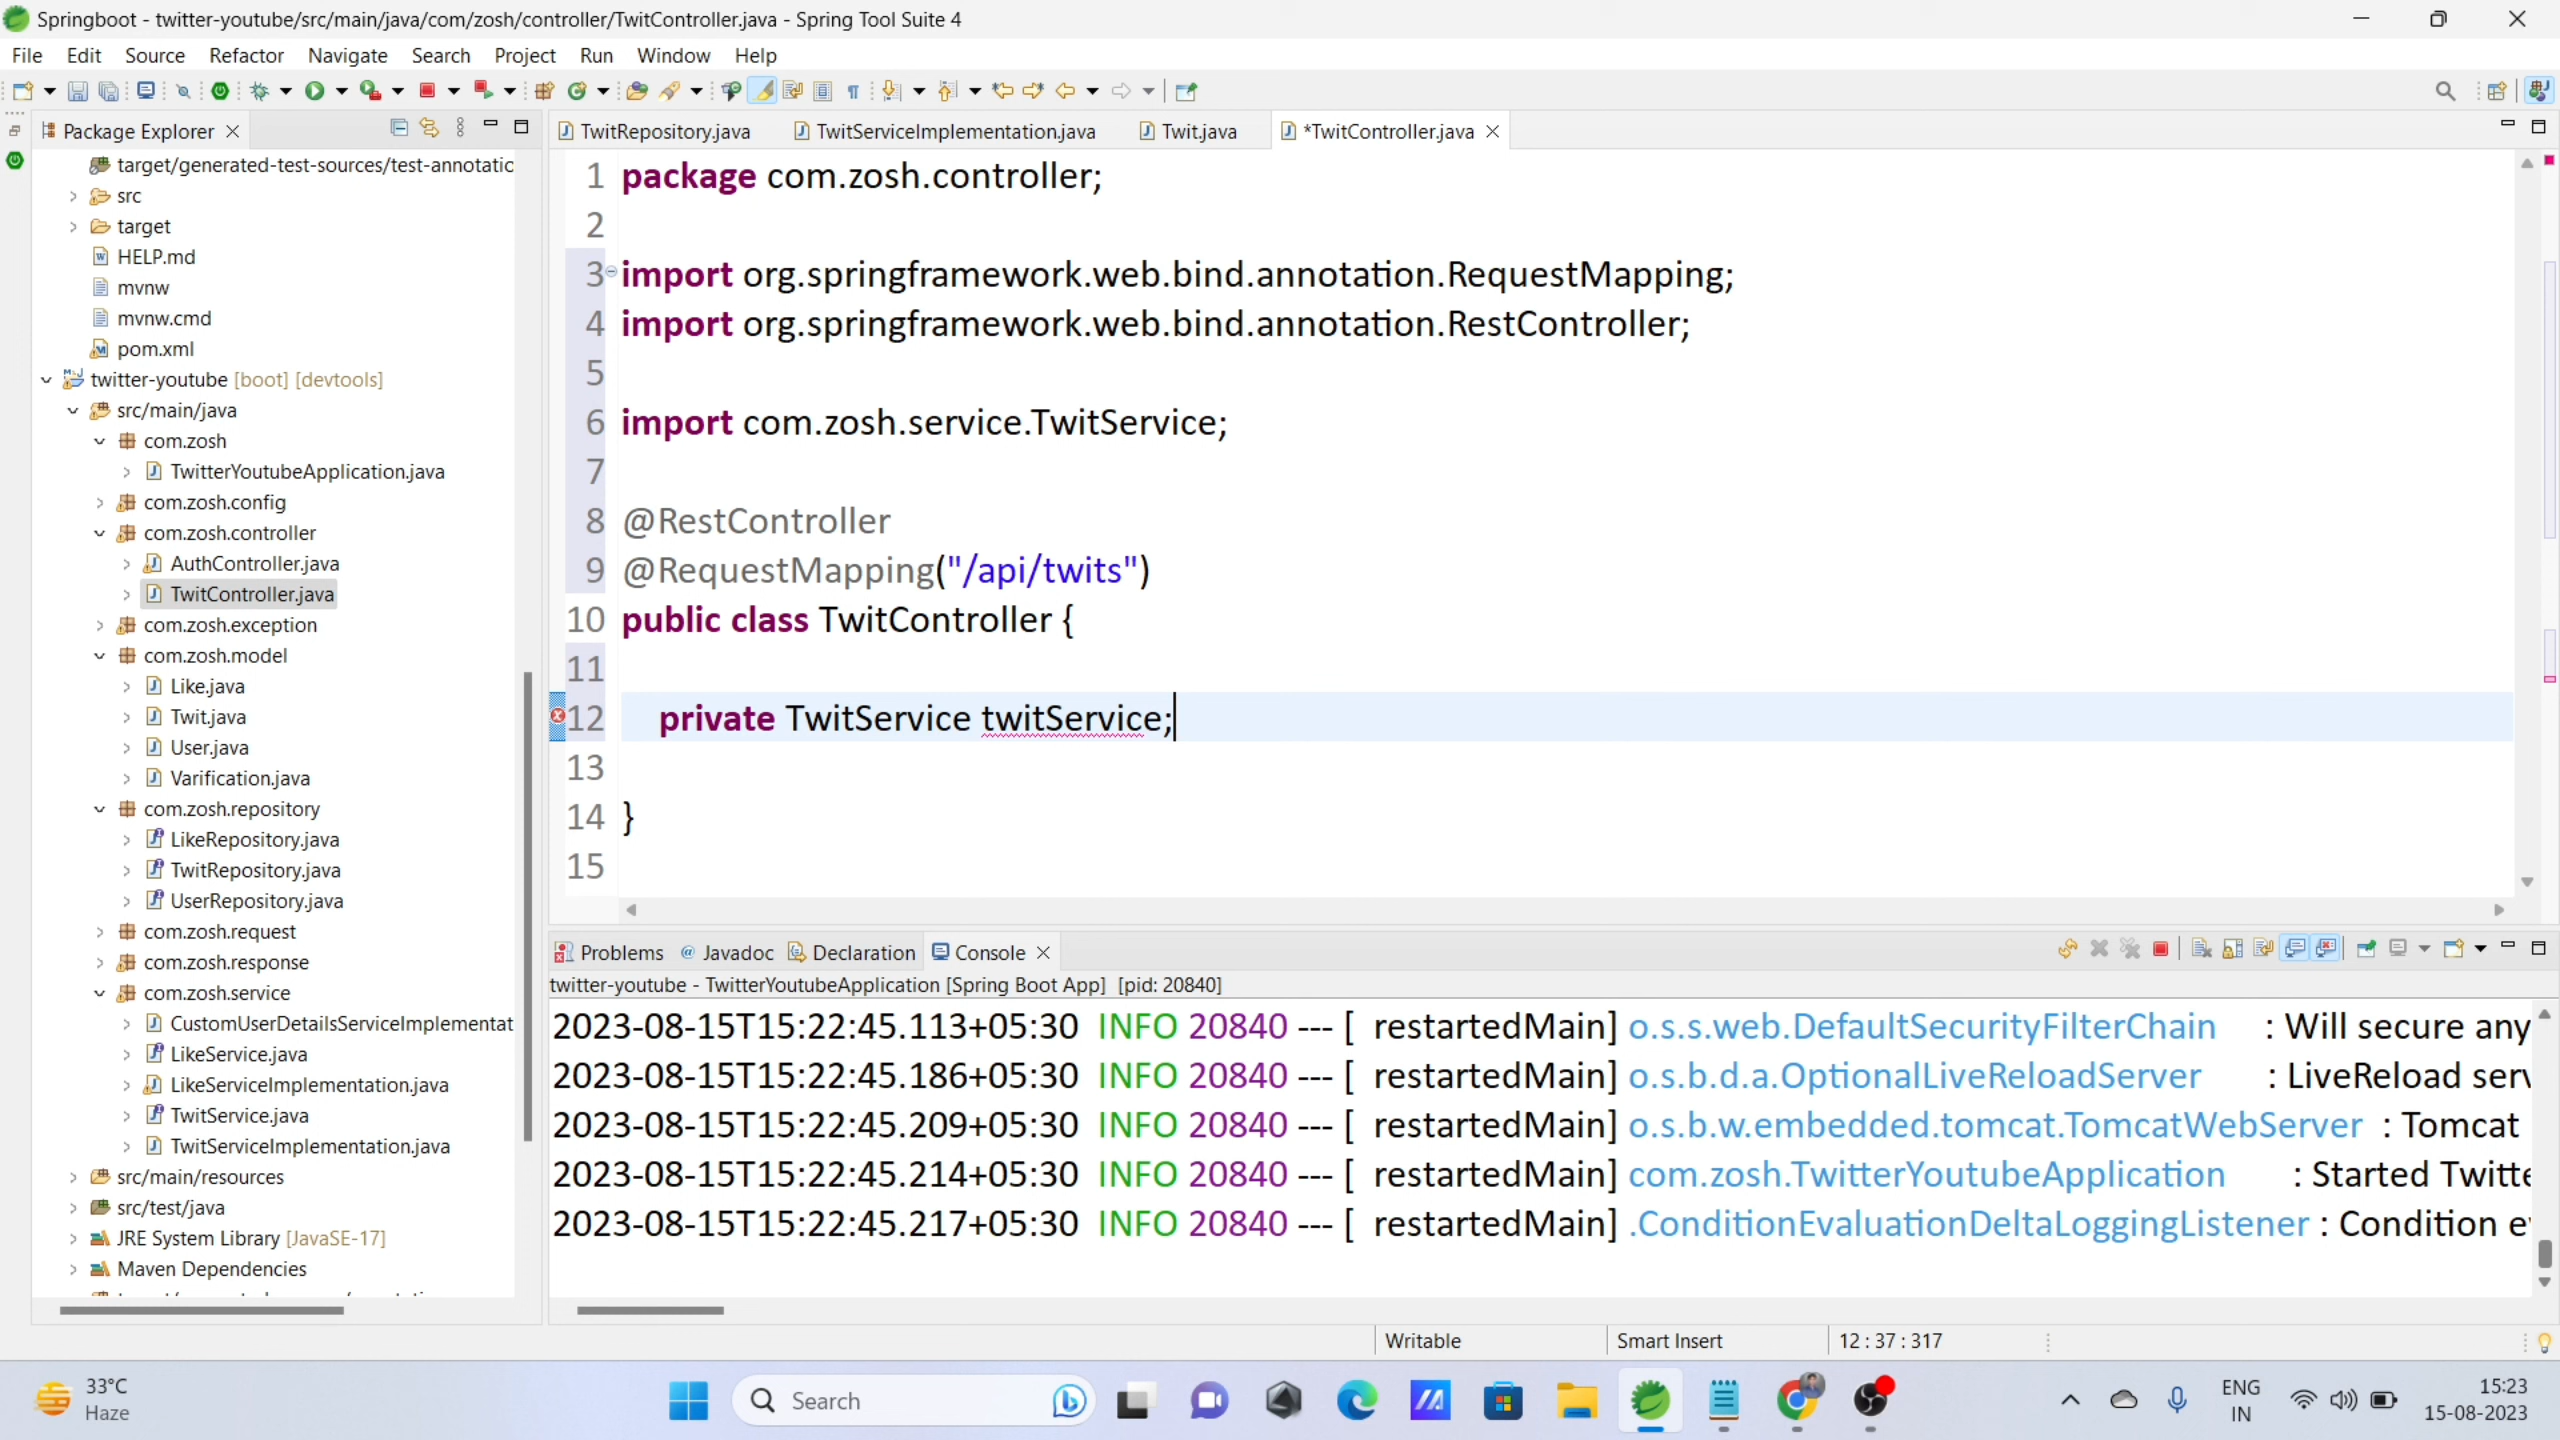 Springboot - twitter-youtube/src/main/java/com/zosh/controller/TwitController.java - Spring Tool Suite 4
File Edit Source Refactor Navigate Search Project Run Window Help
Package Explorer
target/generated-test-sources/test-annotatio
src
target
HELP.md
mvnw
mvnw.cmd
pom.xml
twitter-youtube [boot] [devtools]
src/main/java
com.zosh
TwitterYoutubeApplication.java
com.zosh.config
com.zosh.controller
AuthController.java
TwitController.java
com.zosh.exception
com.zosh.model
Like.java
Twit.java
User.java
Varification.java
com.zosh.repository
LikeRepository.java
TwitRepository.java
UserRepository.java
com.zosh.request
com.zosh.response
com.zosh.service
CustomUserDetailsServiceImplementat
LikeService.java
LikeServiceImplementation.java
TwitService.java
TwitServiceImplementation.java
src/main/resources
src/test/java
JRE System Library [JavaSE-17]
Maven Dependencies
TwitRepository.java TwitServiceImplementation.java Twit.java *TwitController.java
1 package com.zosh.controller;
2
3 import org.springframework.web.bind.annotation.RequestMapping;
4 import org.springframework.web.bind.annotation.RestController;
5
6 import com.zosh.service.TwitService;
7
8 @RestController
9 @RequestMapping("/api/twits")
10 public class TwitController {
11
12 private TwitService twitService;
13
14 }
15
Problems @ Javadoc Declaration Console
twitter-youtube - TwitterYoutubeApplication [Spring Boot App] [pid: 20840]
2023-08-15T15:22:45.113+05:30 INFO 20840 --- [ restartedMain] o.s.s.web.DefaultSecurityFilterChain : Will secure any
2023-08-15T15:22:45.186+05:30 INFO 20840 --- [ restartedMain] o.s.b.d.a.OptionalLiveReloadServer : LiveReload serv
2023-08-15T15:22:45.209+05:30 INFO 20840 --- [ restartedMain] o.s.b.w.embedded.tomcat.TomcatWebServer : Tomcat
2023-08-15T15:22:45.214+05:30 INFO 20840 --- [ restartedMain] com.zosh.TwitterYoutubeApplication : Started Twitte
2023-08-15T15:22:45.217+05:30 INFO 20840 --- [ restartedMain] .ConditionEvaluationDeltaLoggingListener : Condition e
Writable Smart Insert 12 : 37 : 317
33°C
Haze
Search
ENG
IN
15:23
15-08-2023